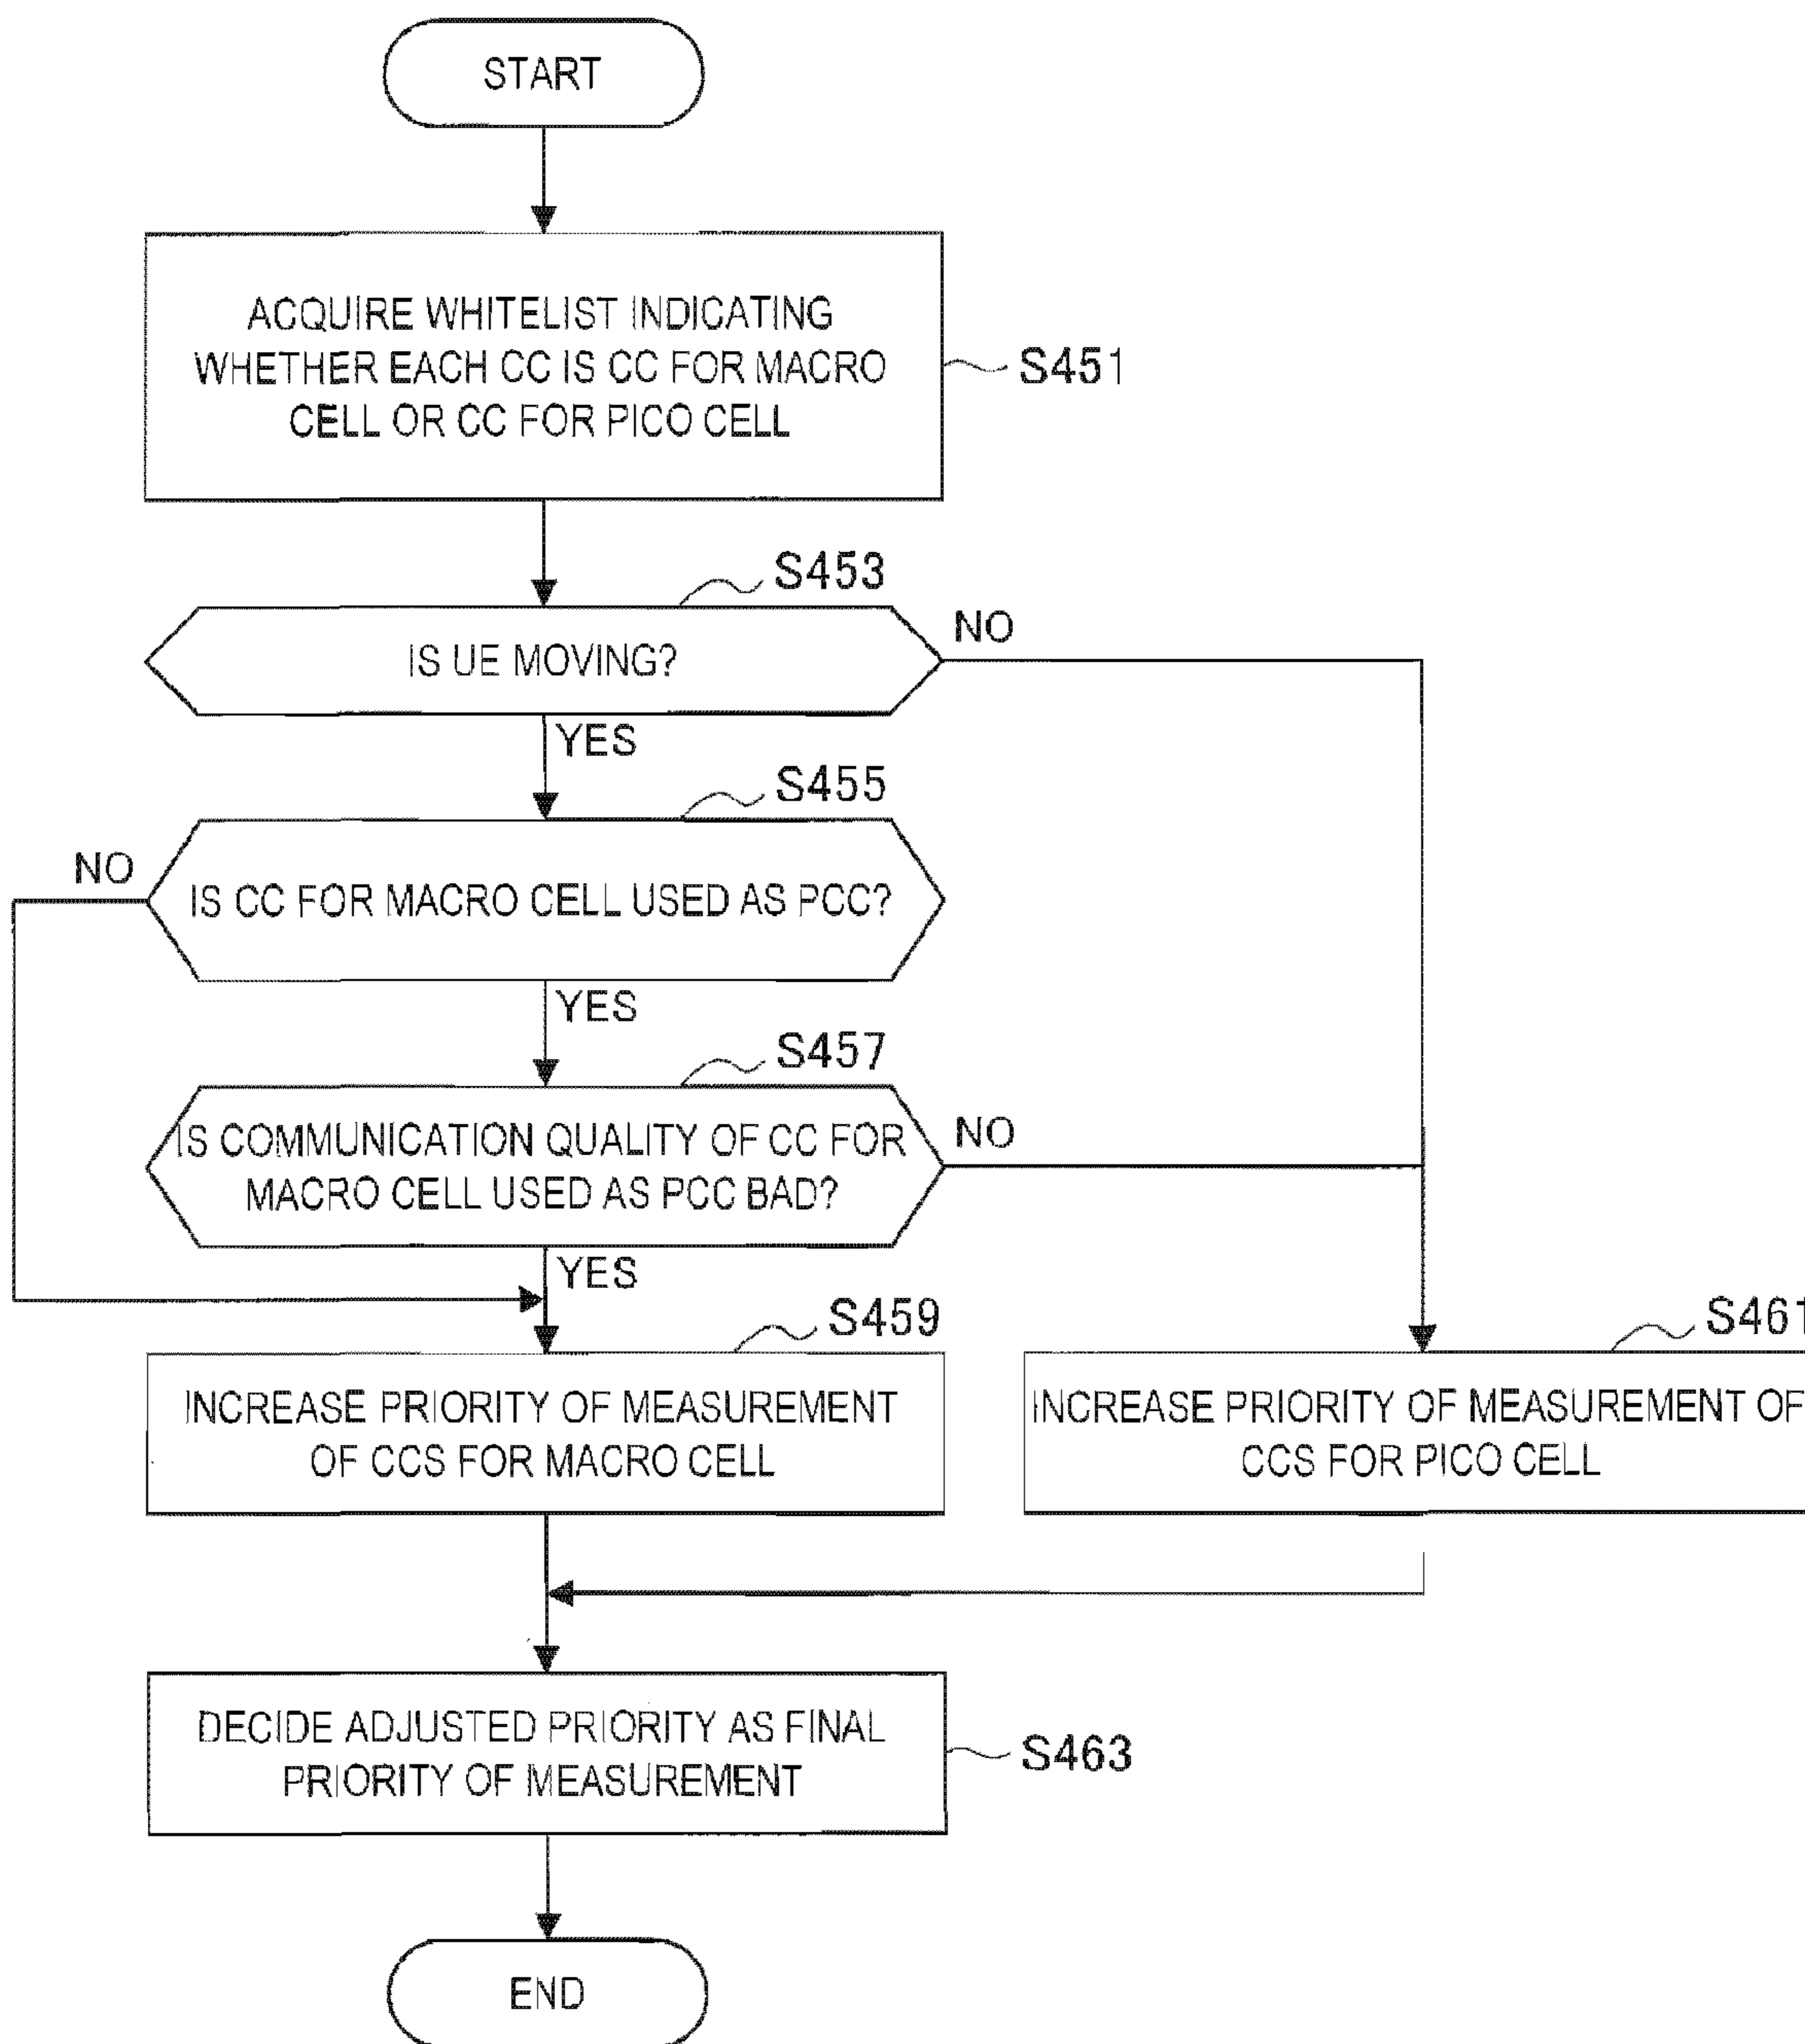 START
ACQUIRE WHITELIST INDICATING
WHETHER EACH CC IS CC FOR MACRO
CELL OR CC FOR PICO CELL
S451
S453
IS UE MOVING?
NO
YES
S455
NO
IS CC FOR MACRO CELL USED AS PCC?
YES
S457
IS COMMUNICATION QUALITY OF CC FOR
MACRO CELL USED AS PCC BAD?
NO
YES
S459
S461
INCREASE PRIORITY OF MEASUREMENT
OF CCS FOR MACRO CELL
INCREASE PRIORITY OF MEASUREMENT OF
CCS FOR PICO CELL
DECIDE ADJUSTED PRIORITY AS FINAL
PRIORITY OF MEASUREMENT
S463
END